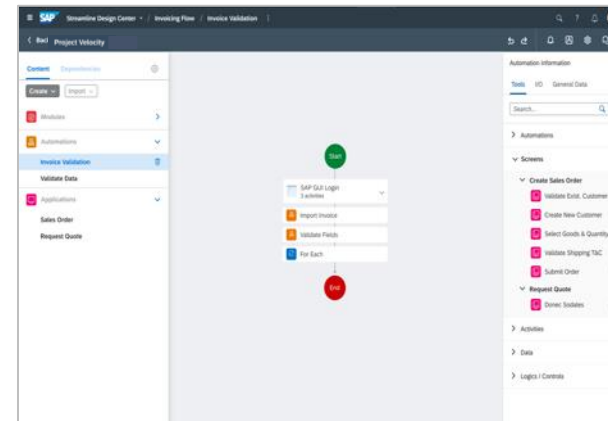 SAP Streamline Design Center / Invoicing Flow / Invoice Validation
Back Project Velocity
Content Dependencies
Create Import
Modules
Automations
Invoice Validation
Validate Data
Applications
Sales Order
Request Quote
Start
SAP GUI Login
3 activities
Import Invoice
Validate Fields
For Each
End
Automation Information
Tools I/O General Data
Search...
Automations
Screens
Create Sales Order
Validate Exist. Customer
Create New Customer
Select Goods & Quantity
Validate Shipping T&C
Submit Order
Request Quote
Donec Sodales
Activities
Data
Logics / Controls